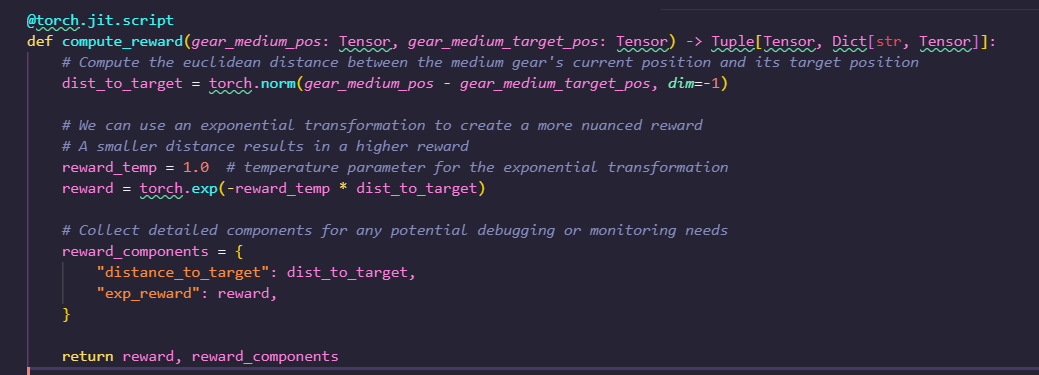 @torch.jit.script
def compute_reward(gear_medium_pos: Tensor, gear_medium_target_pos: Tensor) -> Tuple[Tensor, Dict[str, Tensor]]:
    # Compute the euclidean distance between the medium gear's current position and its target position
    dist_to_target = torch.norm(gear_medium_pos - gear_medium_target_pos, dim=-1)

    # We can use an exponential transformation to create a more nuanced reward
    # A smaller distance results in a higher reward
    reward_temp = 1.0  # temperature parameter for the exponential transformation
    reward = torch.exp(-reward_temp * dist_to_target)

    # Collect detailed components for any potential debugging or monitoring needs
    reward_components = {
        "distance_to_target": dist_to_target,
        "exp_reward": reward,
    }

    return reward, reward_components